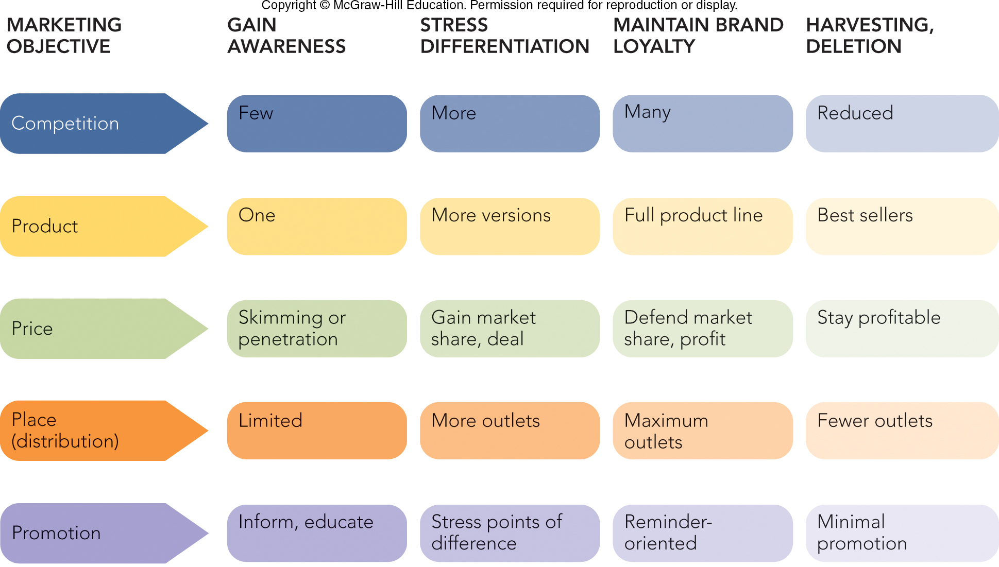 Copyright © McGraw-Hill Education. Permission required for reproduction or display.
MARKETING OBJECTIVE
GAIN AWARENESS
STRESS DIFFERENTIATION
MAINTAIN BRAND LOYALTY
HARVESTING, DELETION
Competition
Few
More
Many
Reduced
Product
One
More versions
Full product line
Best sellers
Price
Skimming or
penetration
Gain market
share, deal
Defend market
share, profit
Stay profitable
Place
(distribution)
Limited
More outlets
Maximum
outlets
Fewer outlets
Promotion
Inform, educate
Stress points of
difference
Reminder-
oriented
Minimal
promotion